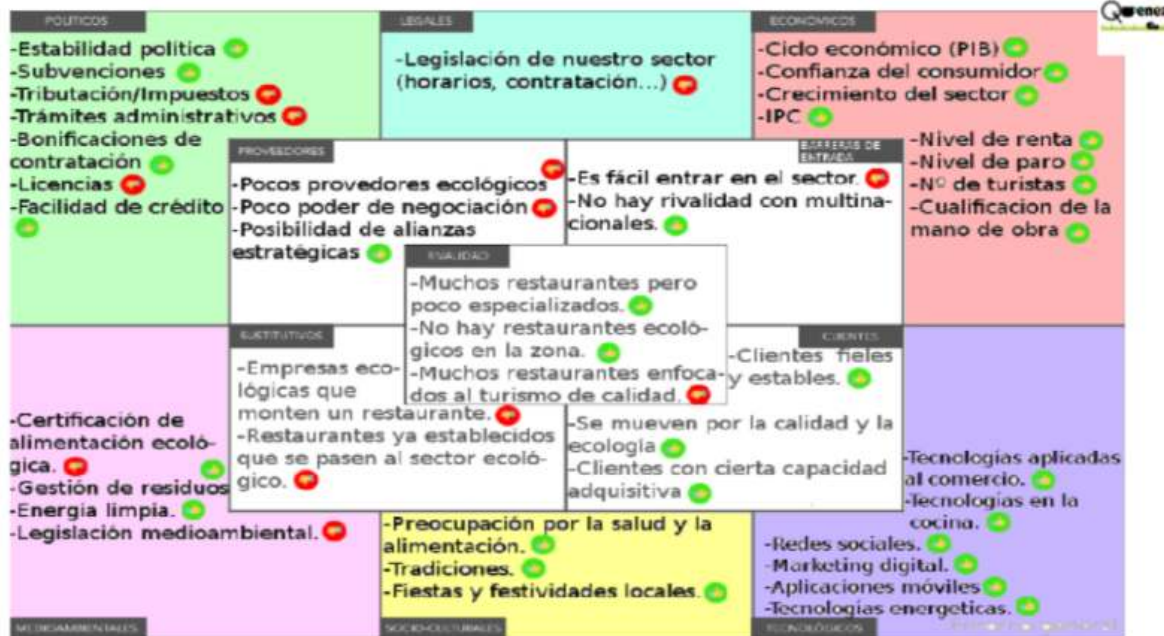 POLITICOS
-Estabilidad política
-Subvenciones
-Tributación/Impuestos
-Trámites administrativos
-Bonificaciones de
contratación
-Licencias
-Facilidad de crédito
LEGALES
-Legislación de nuestro sector
(horarios, contratación...)
ECONOMICOS
-Ciclo económico (PIB)
-Confianza del consumidor
-Crecimiento del sector
-IPC
-Nivel de renta
-Nivel de paro
-Nº de turistas
-Cualificacion de la
mano de obra
PROVEEDORES
-Pocos provedores ecológicos
-Poco poder de negociación
-Posibilidad de alianzas
estratégicas
BARRERAS DE
ENTRADA
-Es fácil entrar en el sector.
-No hay rivalidad con multina-
cionales.
RIVALIDAD
-Muchos restaurantes pero
poco especializados.
-No hay restaurantes ecoló-
gicos en la zona.
-Muchos restaurantes enfoca-
dos al turismo de calidad.
SUSTITUTIVOS
-Empresas eco-
lógicas que
monten un restaurante.
-Restaurantes ya establecidos
que se pasen al sector ecoló-
gico.
CLIENTES
-Clientes fieles
y estables.
-Se mueven por la calidad y la
ecologia
-Clientes con cierta capacidad
adquisitiva
-Certificación de
alimentación ecoló-
gica.
-Gestión de residuos
-Energia limpia.
-Legislación medioambiental.
MEDIOAMBIENTALES
-Preocupación por la salud y la
alimentación.
-Tradiciones.
-Fiestas y festividades locales.
SOCIO-CULTURALES
-Tecnologías aplicadas
al comercio.
-Tecnologías en la
cocina.
-Redes sociales.
-Marketing digital.
-Aplicaciones móviles
-Tecnologías energeticas.
TECNOLÓGICOS